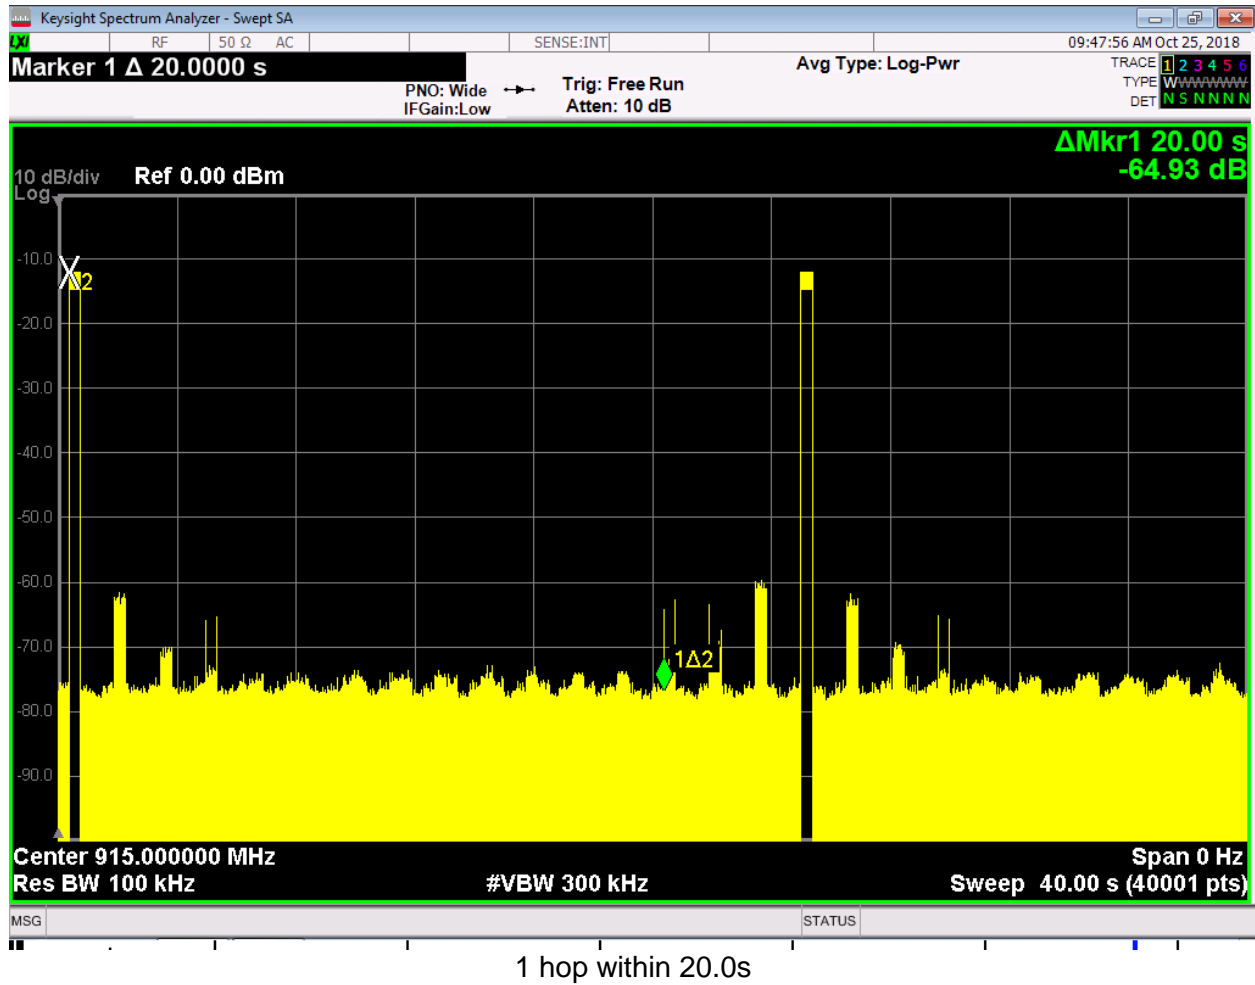 Keysight Spectrum Analyzer - Swept SA
LXI RF 50 Ω AC SENSE:INT 09:47:56 AM Oct 25, 2018
Marker 1 Δ 20.0000 s
PNO: Wide
IFGain:Low
Trig: Free Run
Atten: 10 dB
Avg Type: Log-Pwr
TRACE 1 2 3 4 5 6
TYPE WWWWWW
DET N S N N N N
ΔMkr1 20.00 s
-64.93 dB
10 dB/div Ref 0.00 dBm
Log
-10.0
2
-20.0
-30.0
-40.0
-50.0
-60.0
-70.0
1Δ2
-80.0
-90.0
Center 915.000000 MHz Span 0 Hz
Res BW 100 kHz #VBW 300 kHz Sweep 40.00 s (40001 pts)
MSG STATUS
1 hop within 20.0s